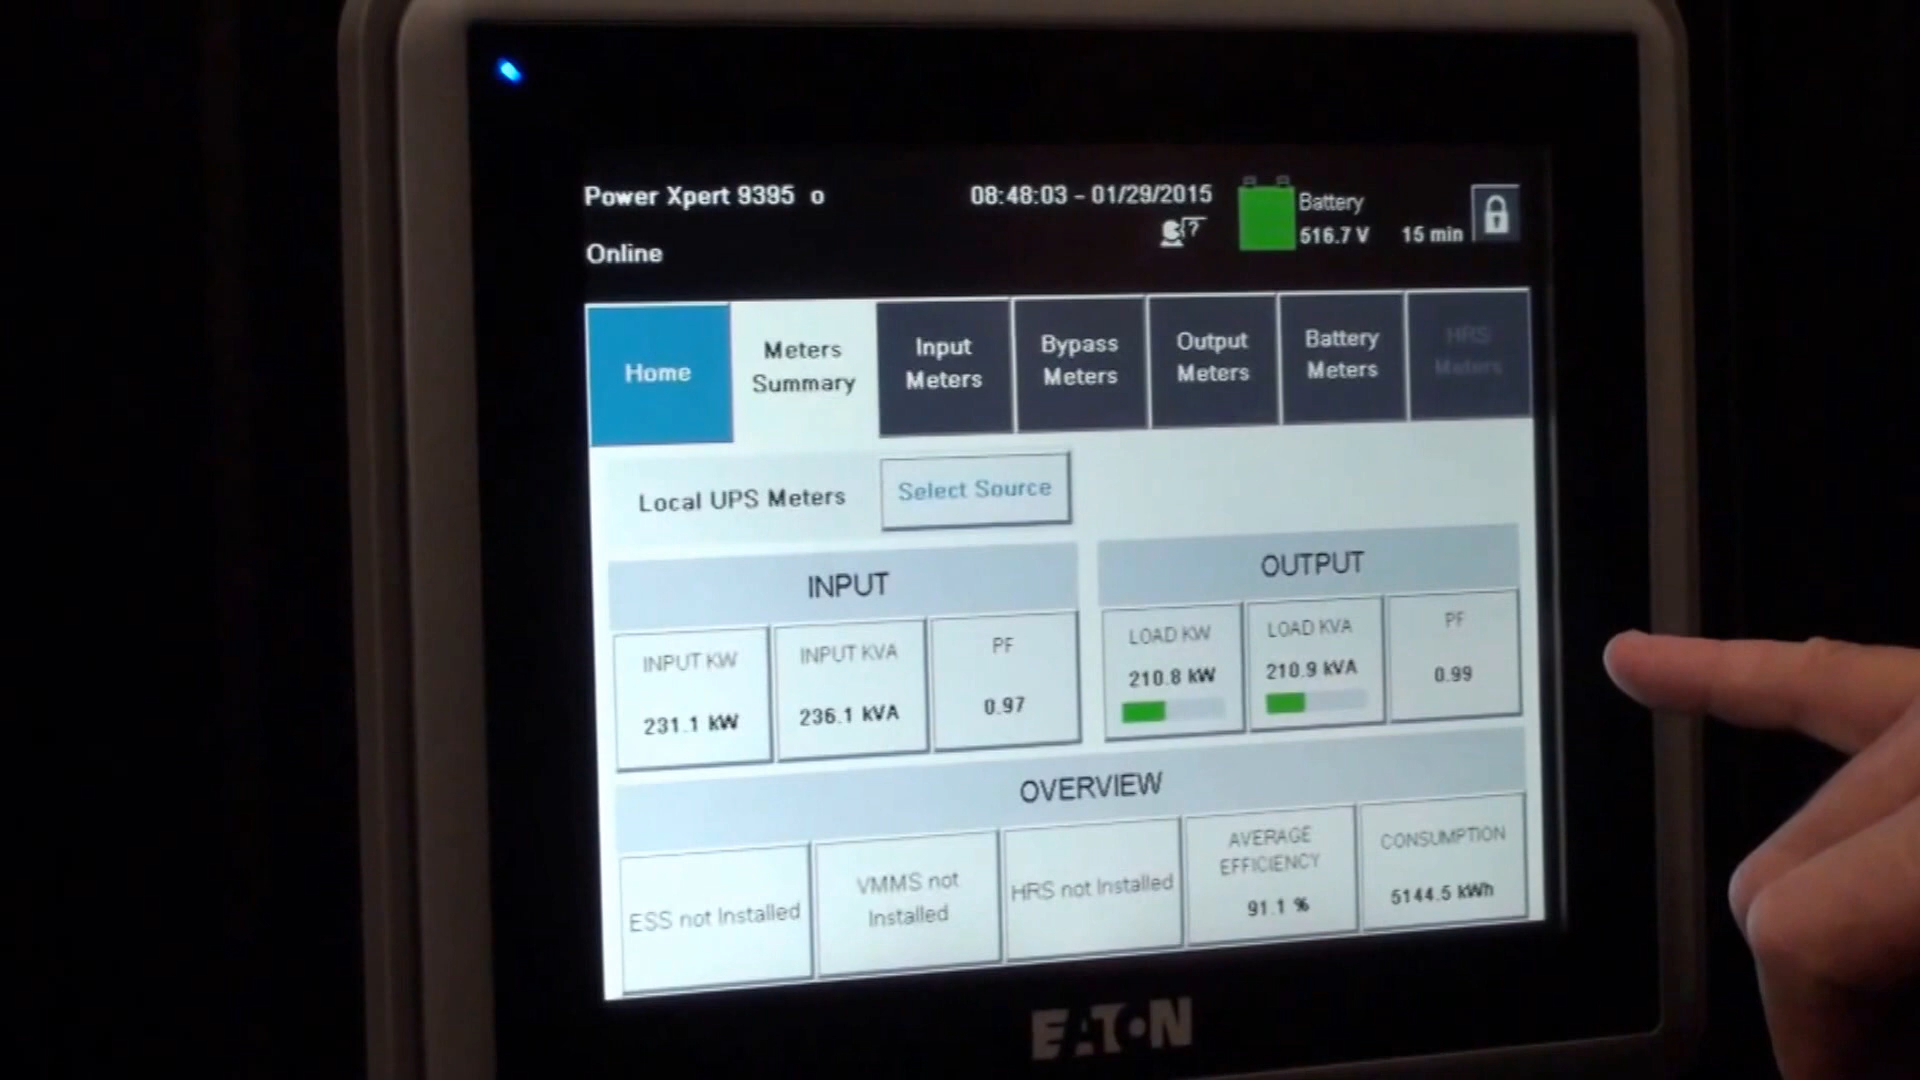 Power Xpert 9395 o
08:48:03 - 01/29/2015
?
Battery
516.7 V
15 min
Online
Home
Meters
Summary
Input
Meters
Bypass
Meters
Output
Meters
Battery
Meters
HRS
Meters
Local UPS Meters
Select Source
INPUT
INPUT KW
231.1 kW
INPUT KVA
236.1 kVA
PF
0.97
OUTPUT
LOAD KW
210.8 kW
LOAD KVA
210.9 kVA
PF
0.99
OVERVIEW
ESS not Installed
VMMS not
Installed
HRS not Installed
AVERAGE
EFFICIENCY
91.1 %
CONSUMPTION
5144.5 kWh
EATON